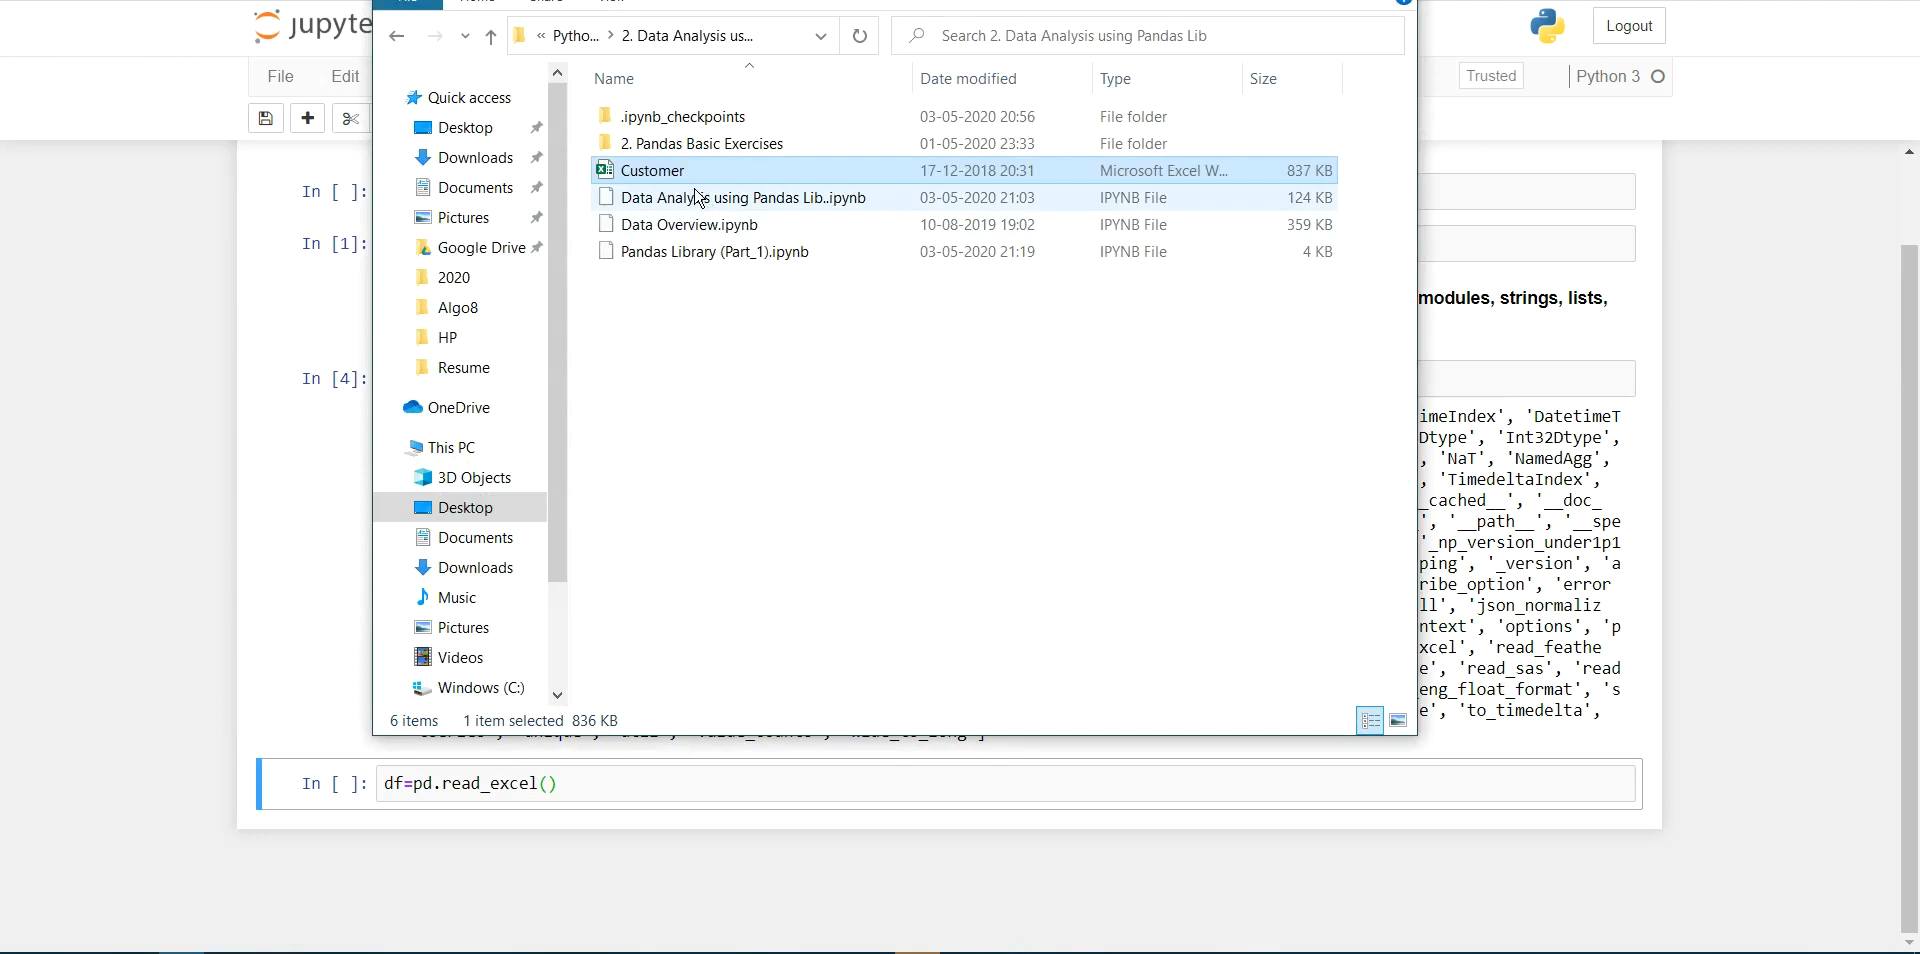 jupyte
Logout
File
Edit
Trusted
Python 3
« Pytho... > 2. Data Analysis us...
Search 2. Data Analysis using Pandas Lib
Name
Date modified
Type
Size
Quick access
Desktop
Downloads
Documents
Pictures
Google Drive
2020
Algo8
HP
Resume
OneDrive
This PC
3D Objects
Desktop
Documents
Downloads
Music
Pictures
Videos
Windows (C:)
.ipynb_checkpoints 03-05-2020 20:56 File folder
2. Pandas Basic Exercises 01-05-2020 23:33 File folder
Customer 17-12-2018 20:31 Microsoft Excel W... 837 KB
Data Analysis using Pandas Lib..ipynb 03-05-2020 21:03 IPYNB File 124 KB
Data Overview.ipynb 10-08-2019 19:02 IPYNB File 359 KB
Pandas Library (Part_1).ipynb 03-05-2020 21:19 IPYNB File 4 KB
6 items 1 item selected 836 KB
In [ ]:
In [1]:
modules, strings, lists,
In [4]:
imeIndex', 'DatetimeT
Dtype', 'Int32Dtype',
, 'NaT', 'NamedAgg',
, 'TimedeltaIndex',
_cached__', '__doc_
', '__path__', '__spe
'_np_version_under1p1
ping', '_version', 'a
ribe_option', 'error
ll', 'json_normaliz
ntext', 'options', 'p
xcel', 'read_feathe
e', 'read_sas', 'read
eng_float_format', 's
e', 'to_timedelta',
In [ ]: df=pd.read_excel()